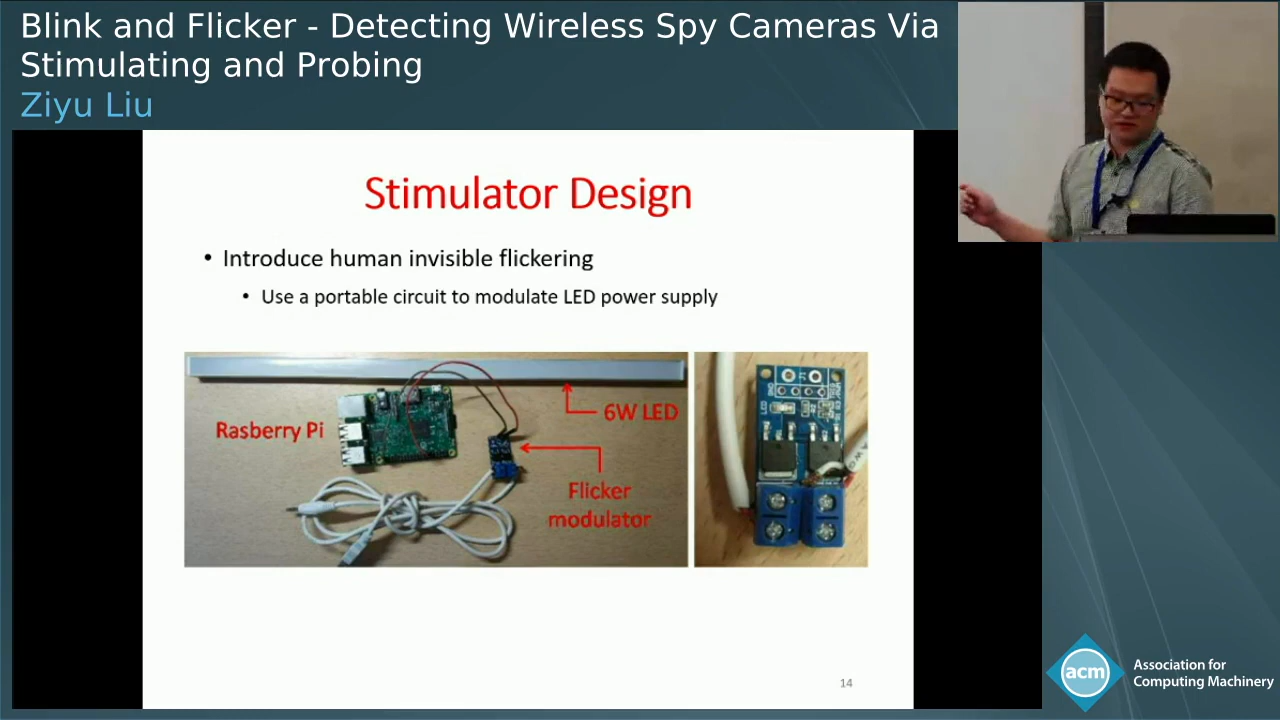 Blink and Flicker - Detecting Wireless Spy Cameras Via
Stimulating and Probing
Ziyu Liu
Stimulator Design
• Introduce human invisible flickering
• Use a portable circuit to modulate LED power supply
6W LED
Rasberry Pi
Flicker
modulator
14
acm
Association for
Computing Machinery